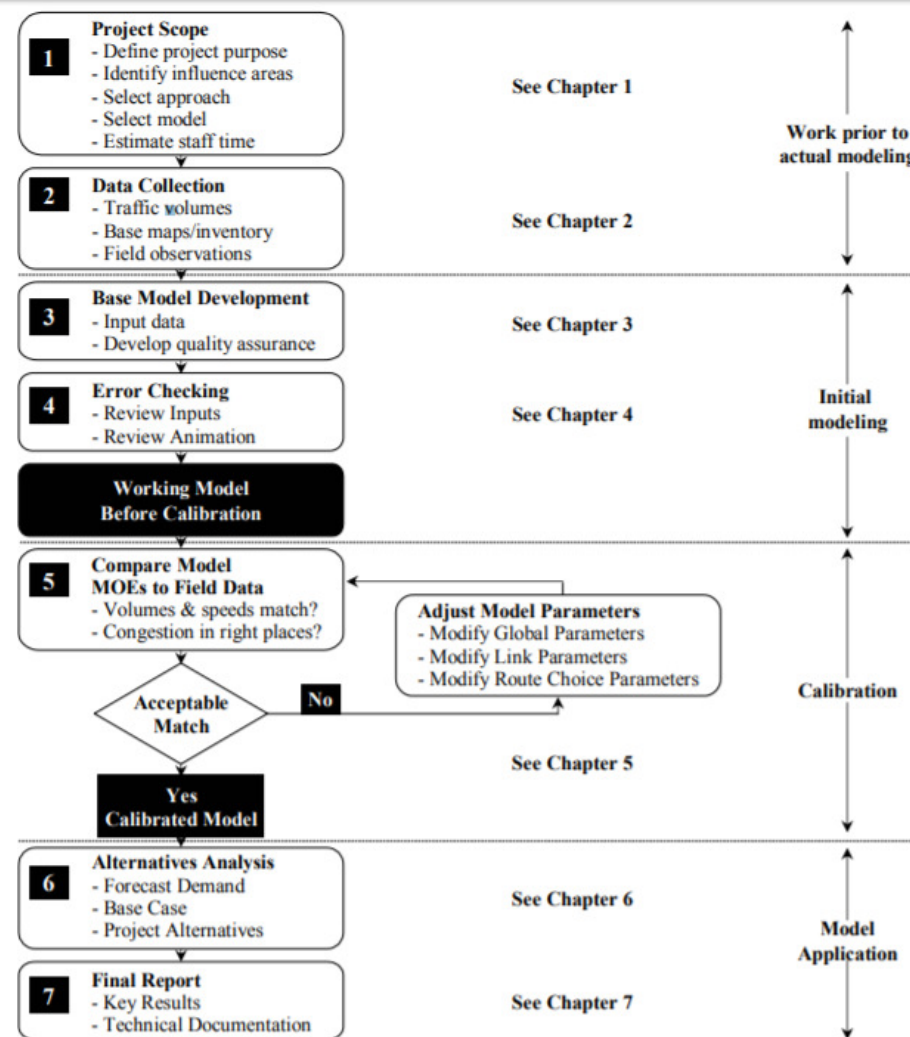 1
Project Scope
- Define project purpose
- Identify influence areas
- Select approach
- Select model
- Estimate staff time
See Chapter 1
Work prior to
actual modeling
2
Data Collection
- Traffic volumes
- Base maps/inventory
- Field observations
See Chapter 2
3
Base Model Development
- Input data
- Develop quality assurance
See Chapter 3
4
Error Checking
- Review Inputs
- Review Animation
See Chapter 4
Initial
modeling
Working Model
Before Calibration
5
Compare Model
MOEs to Field Data
- Volumes & speeds match?
- Congestion in right places?
Adjust Model Parameters
- Modify Global Parameters
- Modify Link Parameters
- Modify Route Choice Parameters
Acceptable
Match
No
Calibration
See Chapter 5
Yes
Calibrated Model
6
Alternatives Analysis
- Forecast Demand
- Base Case
- Project Alternatives
See Chapter 6
Model
Application
7
Final Report
- Key Results
- Technical Documentation
See Chapter 7